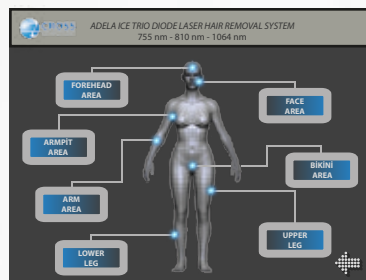 ADELA ICE TRIO DIODE LASER HAIR REMOVAL SYSTEM
755 nm - 810 nm - 1064 nm
FOREHEAD
AREA
FACE
AREA
ARMPİT
AREA
BİKİNİ
AREA
ARM
AREA
UPPER
LEG
LOWER
LEG